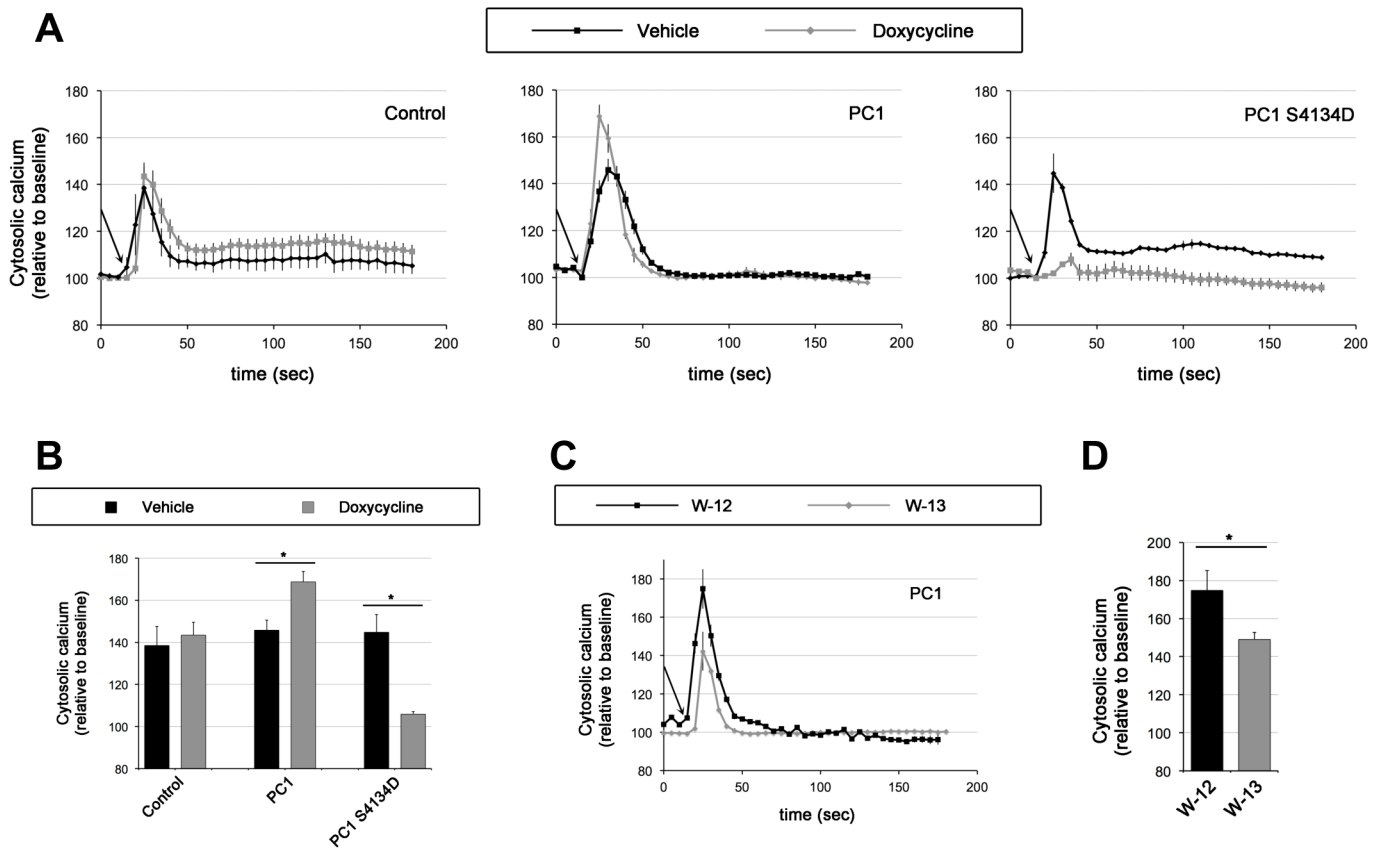 A
Vehicle
Doxycycline
Cytosolic calcium
(relative to baseline)
180
160
140
120
100
80
Control
0
50
100
150
200
time (sec)
180
160
140
120
100
80
PC1
0
50
100
150
200
time (sec)
180
160
140
120
100
80
PC1 S4134D
0
50
100
150
200
time (sec)
B
Vehicle
Doxycycline
Cytosolic calcium
(relative to baseline)
180
160
140
120
100
80
*
*
Control
PC1
PC1 S4134D
C
W-12
W-13
Cytosolic calcium
(relative to baseline)
180
160
140
120
100
80
PC1
0
50
100
150
200
time (sec)
D
Cytosolic calcium
(relative to baseline)
200
180
160
140
120
100
80
*
W-12
W-13